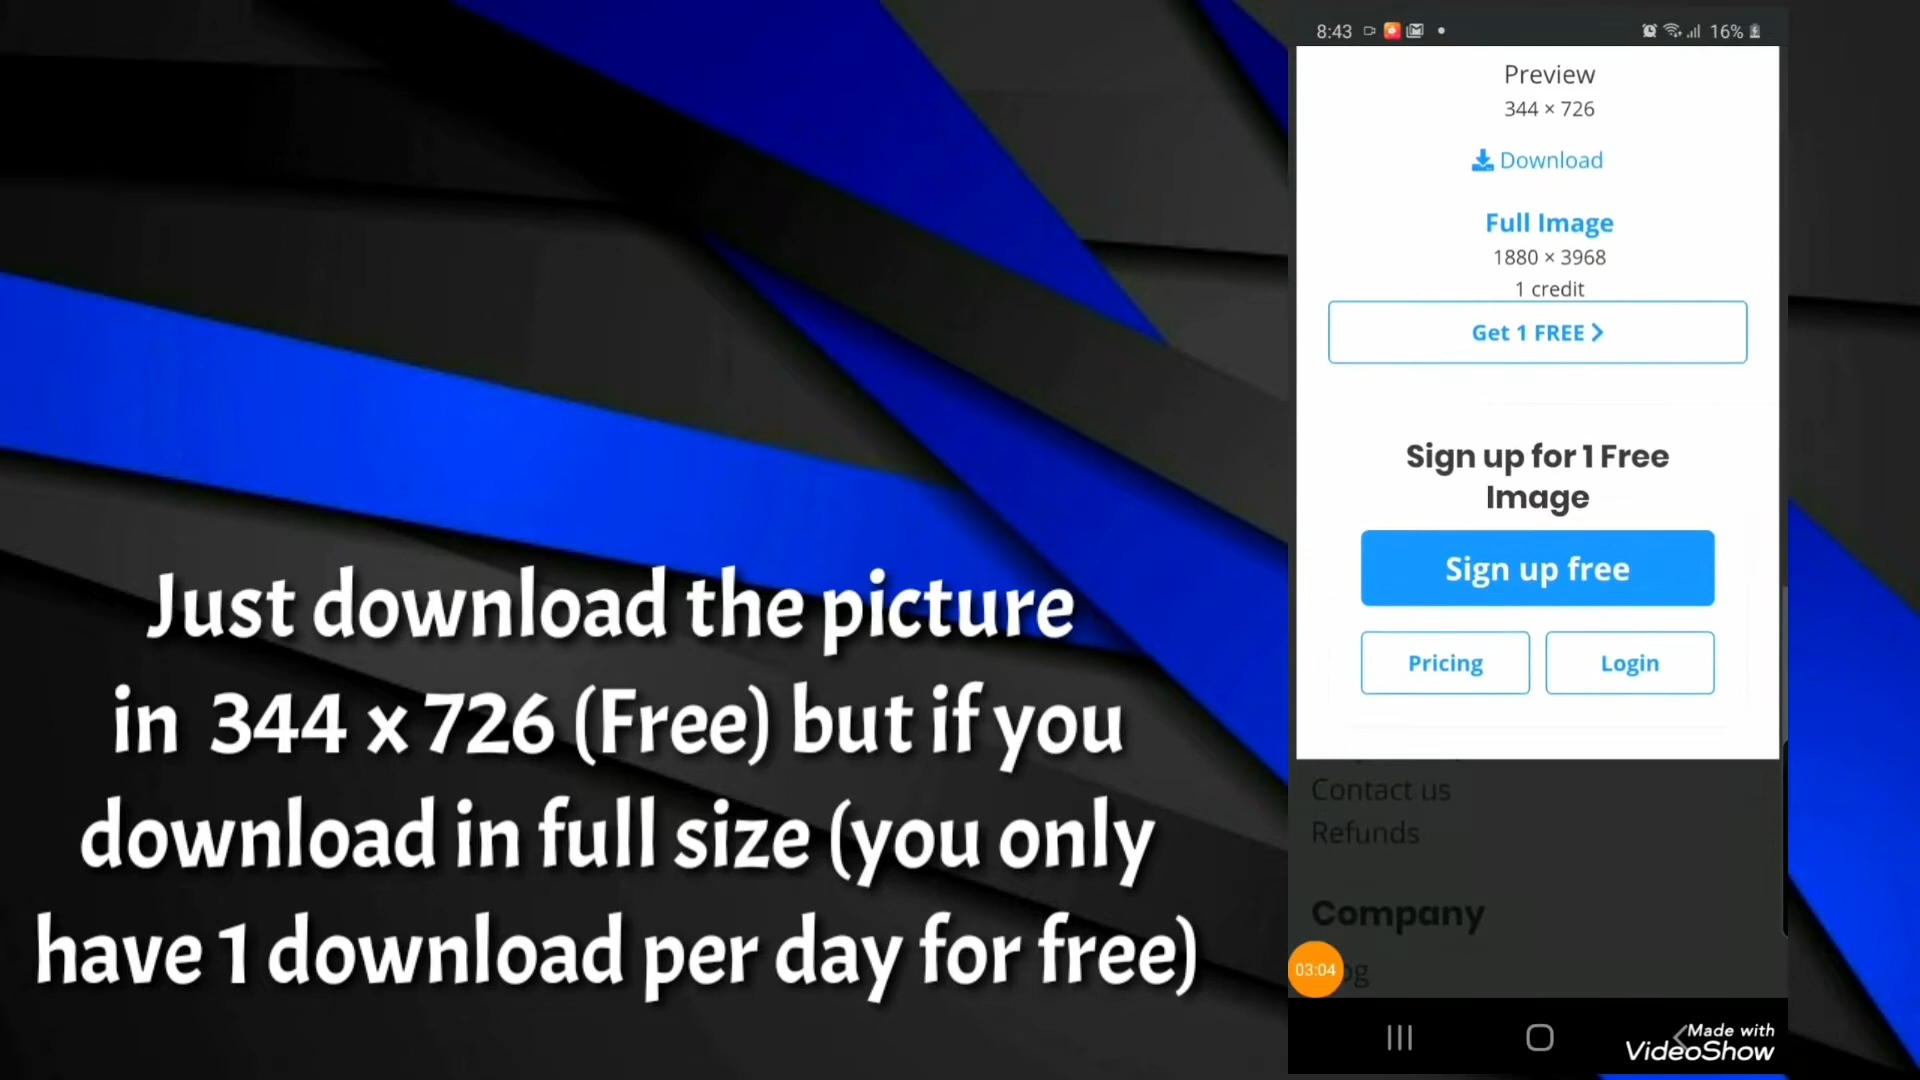 Just download the picture
in 344 x 726 (Free) but if you
download in full size (you only
have 1 download per day for free)
8:43
16%
Preview
344 × 726
Download
Full Image
1880 × 3968
1 credit
Get 1 FREE
Sign up for 1 Free
Image
Sign up free
Pricing
Login
Contact us
Refunds
Company
03:04
Made with
VideoShow